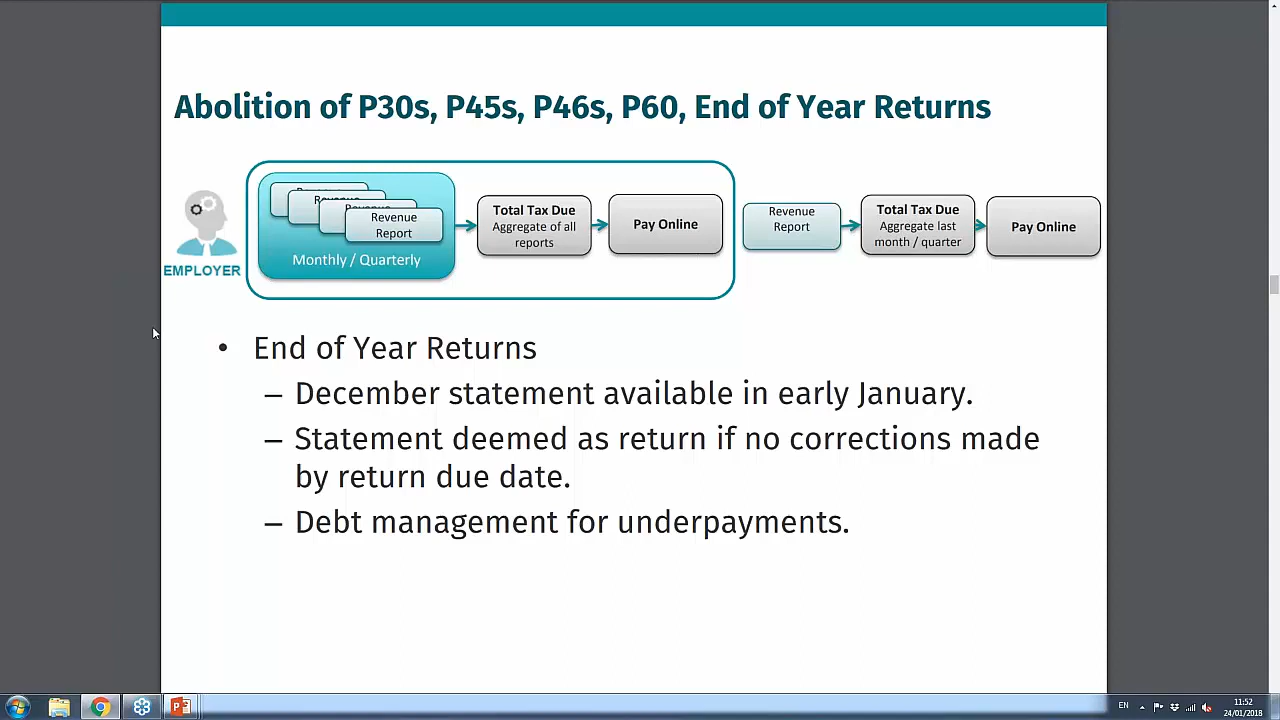 Abolition of P30s, P45s, P46s, P60, End of Year Returns
EMPLOYER
Revenue
Report
Monthly / Quarterly
Total Tax Due
Aggregate of all
reports
Pay Online
Revenue
Report
Total Tax Due
Aggregate last
month / quarter
Pay Online
• End of Year Returns
– December statement available in early January.
– Statement deemed as return if no corrections made
by return due date.
– Debt management for underpayments.
EN
11:52
24/01/2018